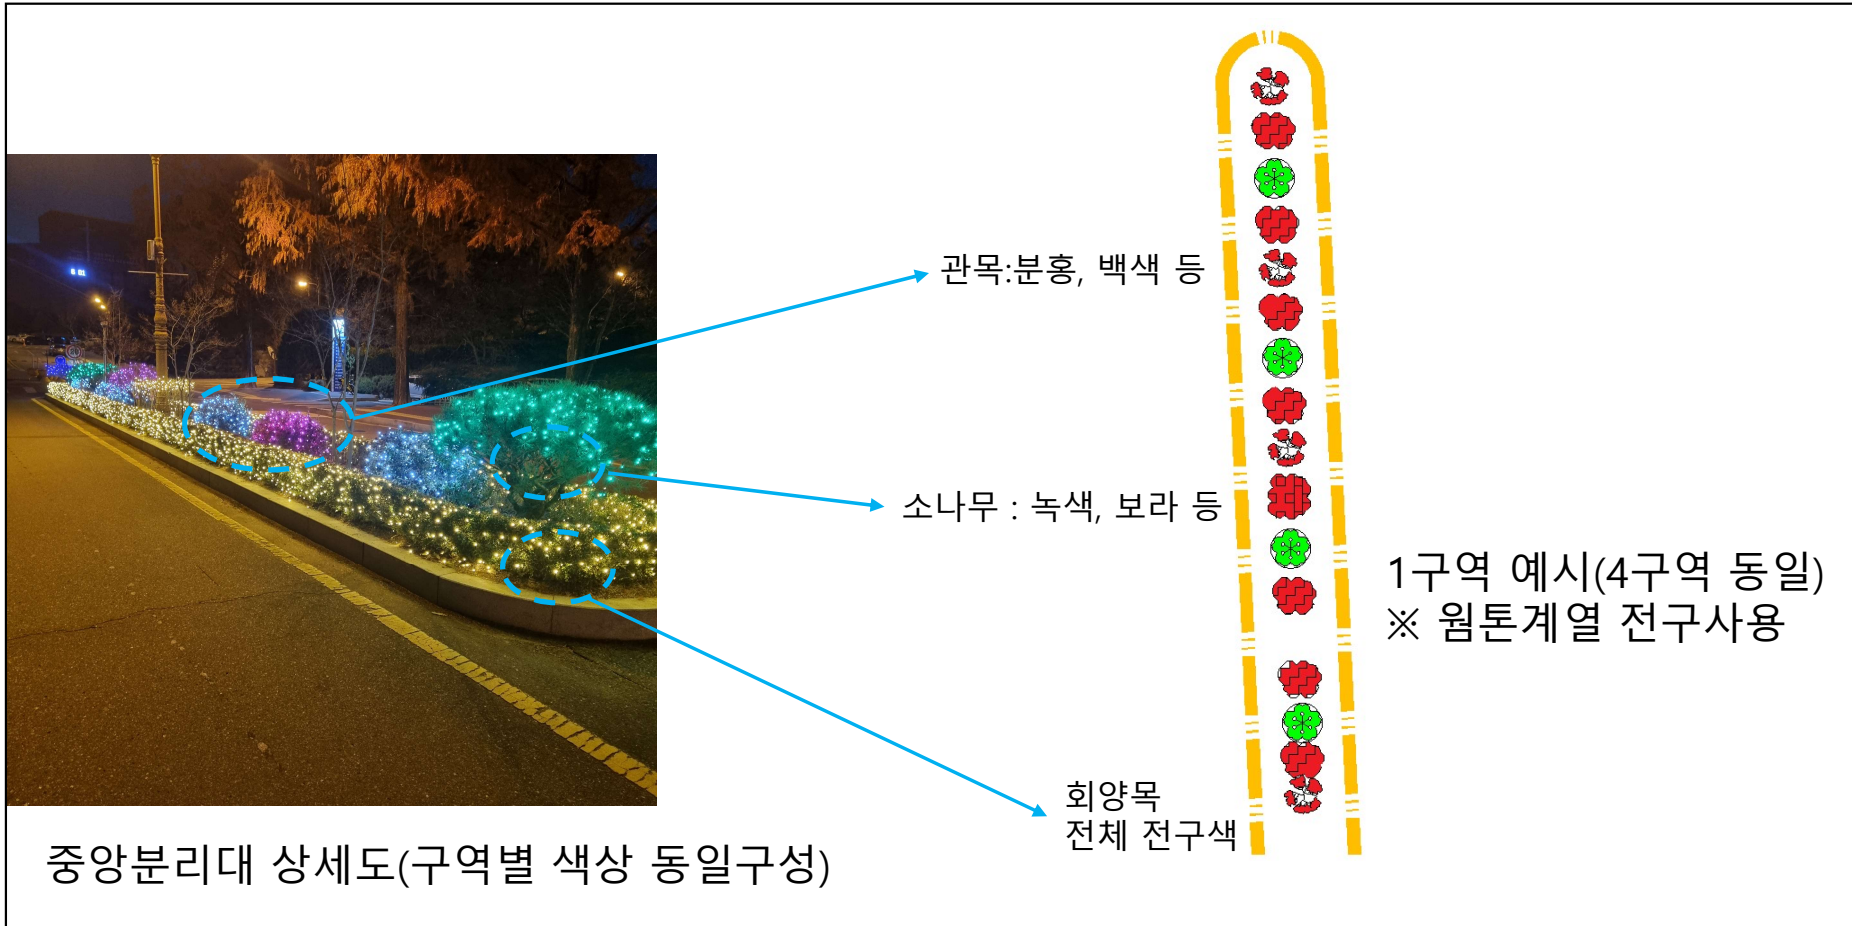 관목:분홍, 백색 등
소나무 : 녹색, 보라 등
1구역 예시(4구역 동일)
※ 웜톤계열 전구사용
회양목
전체 전구색
중앙분리대 상세도(구역별 색상 동일구성)